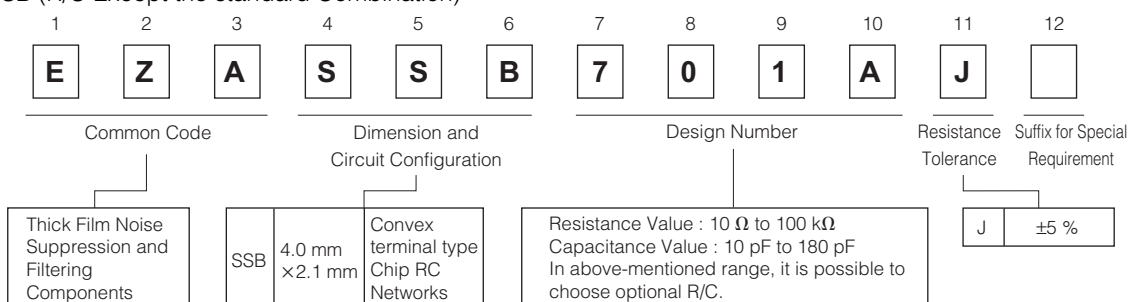 SSB (R/C Except the standard Combination)
1 2 3 4 5 6 7 8 9 10 11 12
E Z A S S B 7 0 1 A J
Common Code
Dimension and
Circuit Configuration
Design Number
Resistance
Tolerance
Suffix for Special
Requirement
Thick Film Noise
Suppression and
Filtering
Components
SSB
4.0 mm
×2.1 mm
Convex
terminal type
Chip RC
Networks
Resistance Value : 10 Ω to 100 kΩ
Capacitance Value : 10 pF to 180 pF
In above-mentioned range, it is possible to
choose optional R/C.
J ±5 %